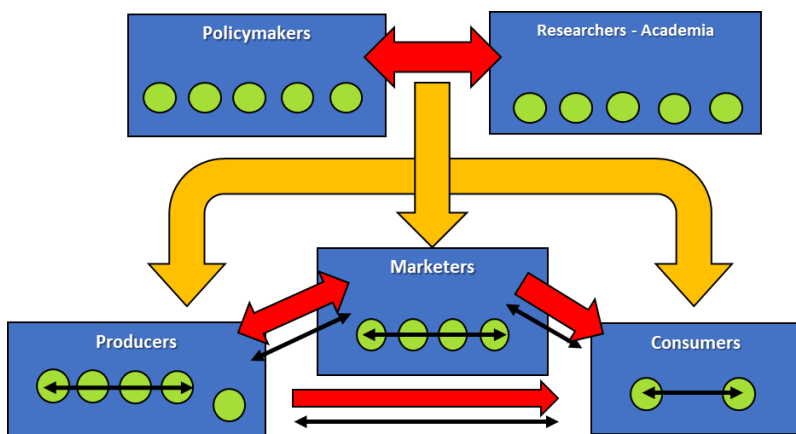 Policymakers
Researchers - Academia
Marketers
Producers
Consumers